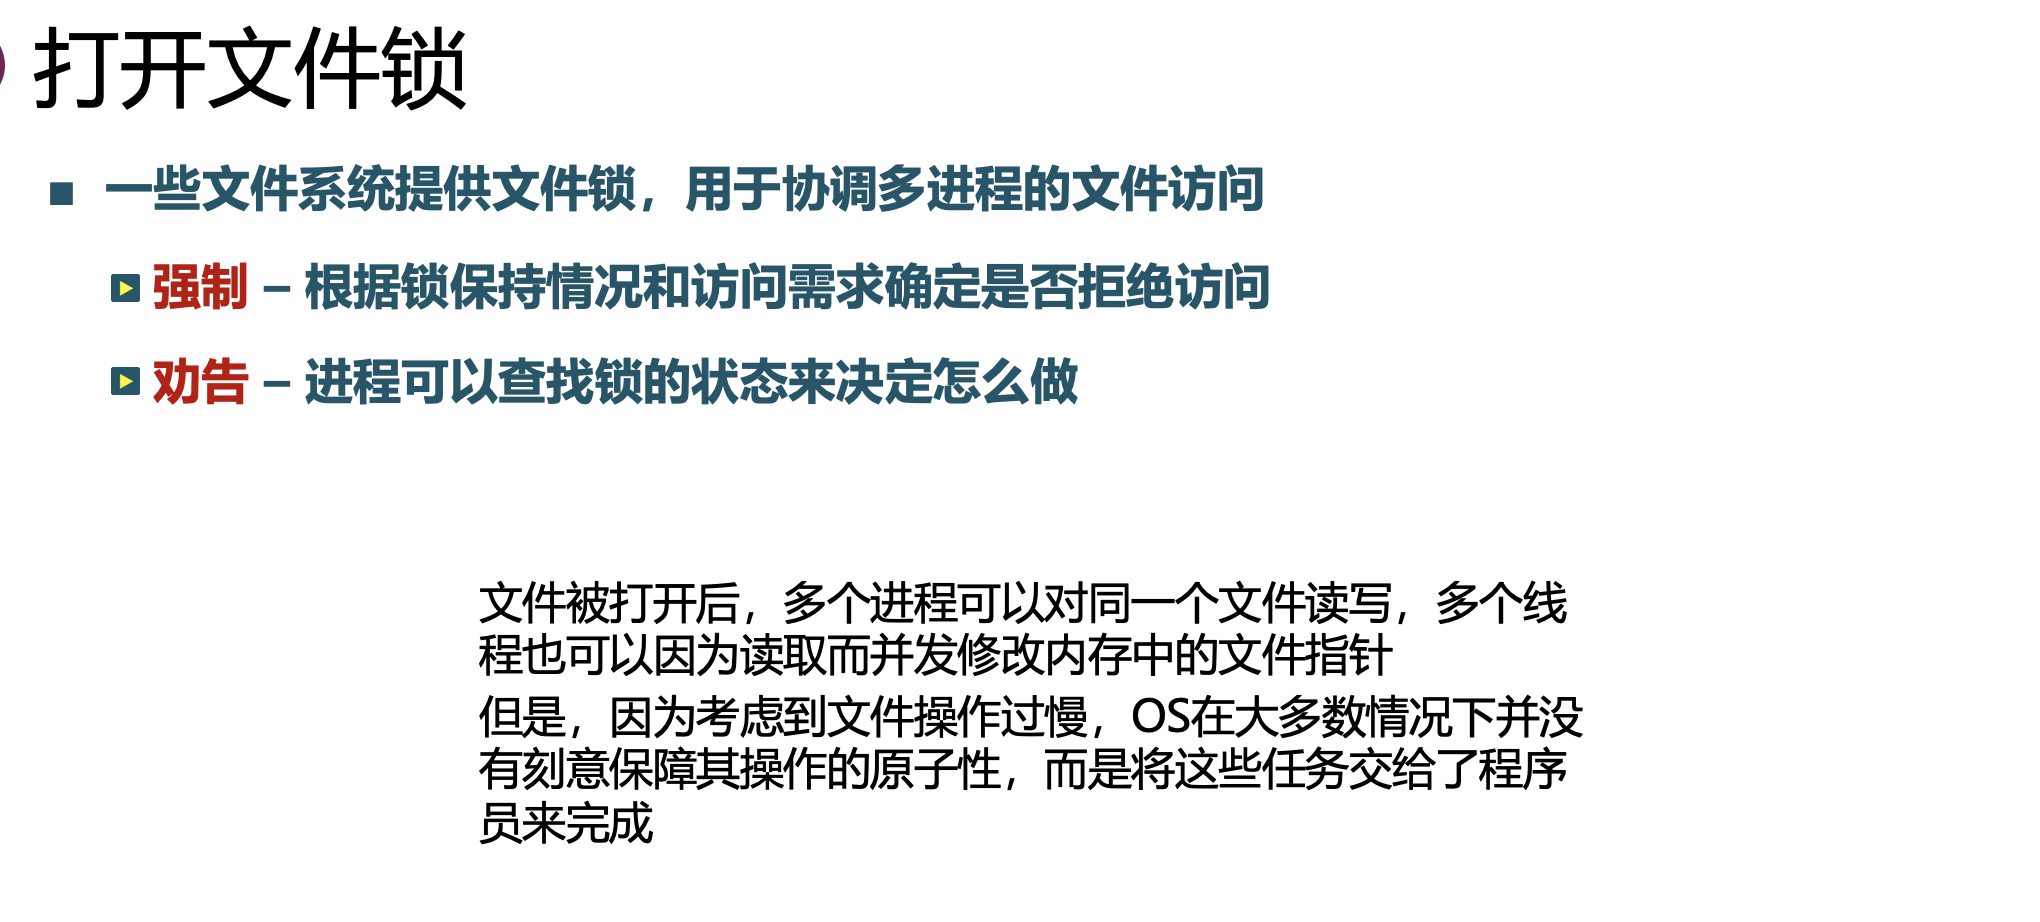 打开文件锁
一些文件系统提供文件锁，用于协调多进程的文件访问
强制 – 根据锁保持情况和访问需求确定是否拒绝访问
劝告 – 进程可以查找锁的状态来决定怎么做
文件被打开后，多个进程可以对同一个文件读写，多个线
程也可以因为读取而并发修改内存中的文件指针
但是，因为考虑到文件操作过慢，OS在大多数情况下并没
有刻意保障其操作的原子性，而是将这些任务交给了程序
员来完成